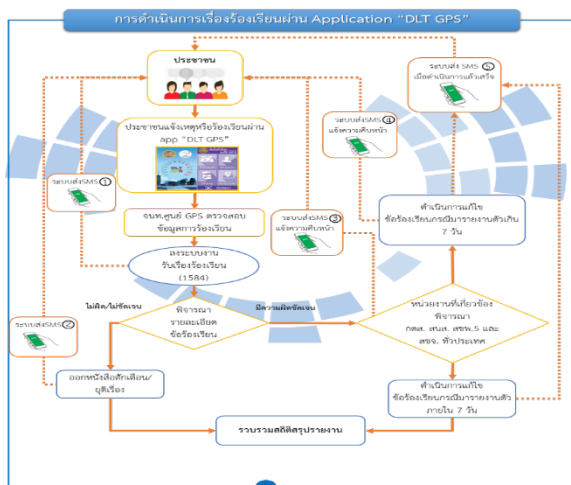 การดำเนินการเรื่องร้องเรียนผ่าน Application “DLT GPS”
ประชาชน
ประชาชนแจ้งเหตุหรือร้องเรียนผ่าน
app “DLT GPS”
จนท.ศูนย์ GPS ตรวจสอบ
ข้อมูลการร้องเรียน
ลงระบบงาน
รับเรื่องร้องเรียน
(1584)
ระบบส่งSMS 1
ไม่ผิด/ไม่ชัดเจน
พิจารณา
รายละเอียด
ข้อร้องเรียน
มีความผิดชัดเจน
ระบบส่งSMS 2
ออกหนังสือตักเตือน/
ยุติเรื่อง
ระบบส่งSMS 3
แจ้งความคืบหน้า
ระบบส่งSMS 4
แจ้งความคืบหน้า
ระบบส่ง SMS 5
เมื่อดำเนินการแล้วเสร็จ
ดำเนินการแก้ไข
ข้อร้องเรียนกรณีมารายงานตัวเกิน
7 วัน
หน่วยงานที่เกี่ยวข้อง
พิจารณา
กตส. สนส. สขพ.5 และ
สขจ. ทั่วประเทศ
ดำเนินการแก้ไข
ข้อร้องเรียนกรณีมารายงานตัว
ภายใน 7 วัน
รวบรวมสถิติสรุปรายงาน